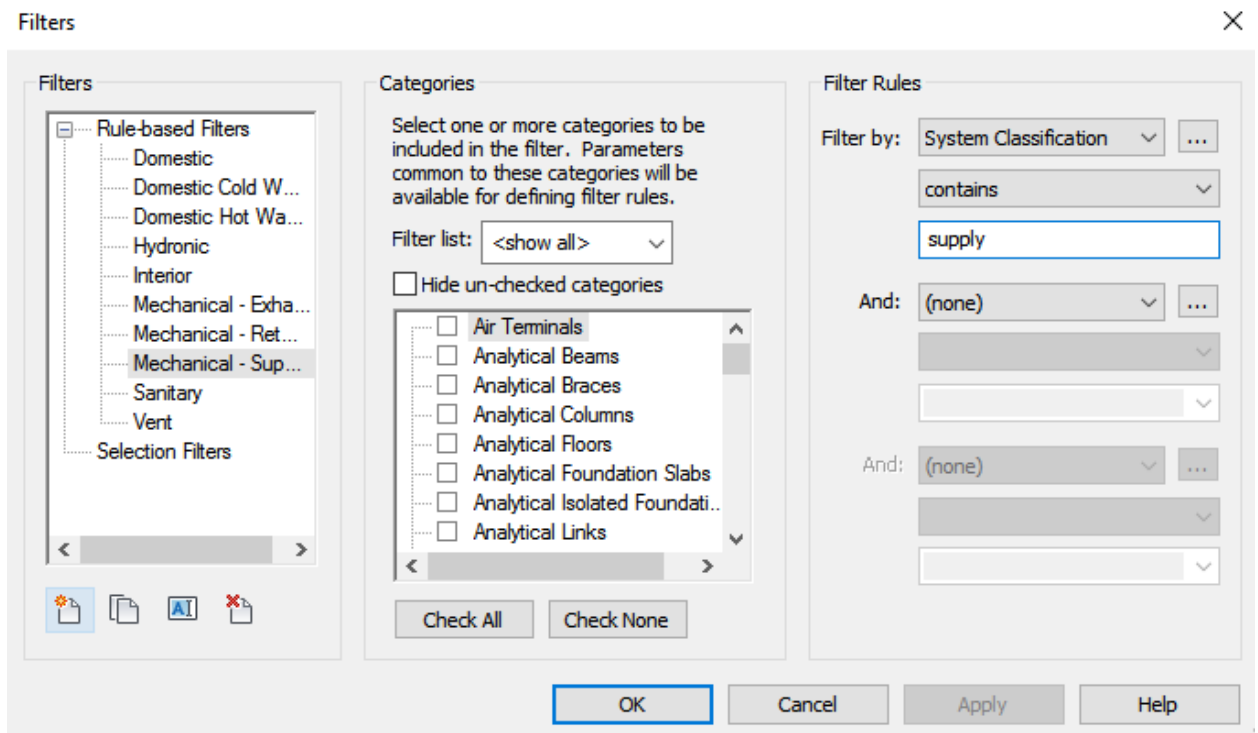 Filters
Filters
Rule-based Filters
Domestic
Domestic Cold W...
Domestic Hot Wa...
Hydronic
Interior
Mechanical - Exha...
Mechanical - Ret...
Mechanical - Sup...
Sanitary
Vent
Selection Filters
Categories
Select one or more categories to be
included in the filter. Parameters
common to these categories will be
available for defining filter rules.
Filter list: <show all>
Hide un-checked categories
Air Terminals
Analytical Beams
Analytical Braces
Analytical Columns
Analytical Floors
Analytical Foundation Slabs
Analytical Isolated Foundati..
Analytical Links
Check All Check None
Filter Rules
Filter by: System Classification ...
contains
supply
And: (none) ...
And: (none) ...
OK Cancel Apply Help